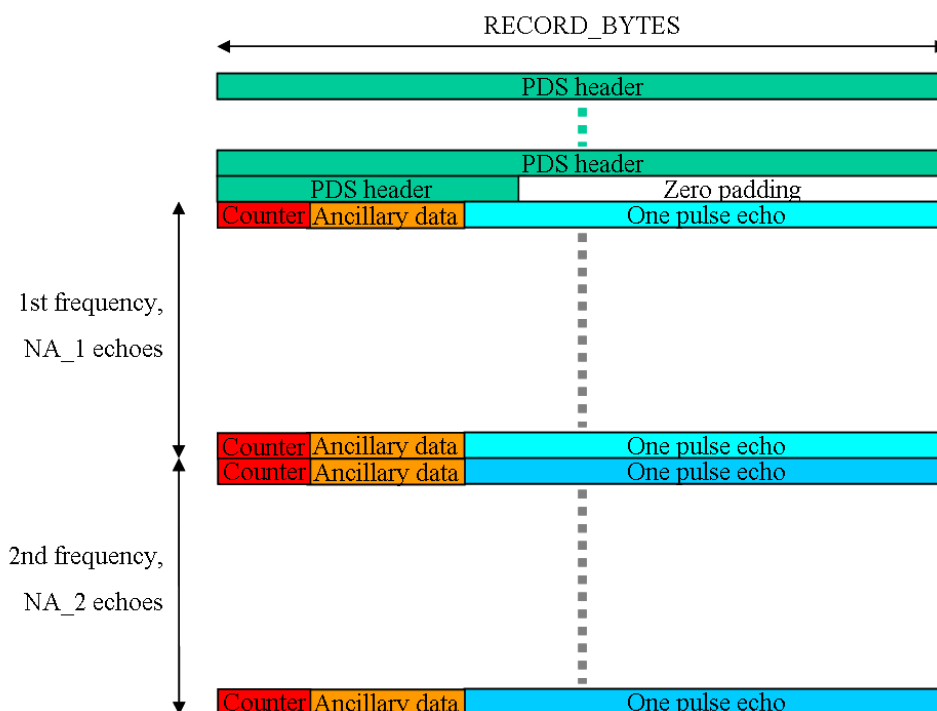 RECORD_BYTES
PDS header
PDS header
PDS header Zero padding
Counter Ancillary data One pulse echo
1st frequency,
NA_1 echoes
Counter Ancillary data One pulse echo
Counter Ancillary data One pulse echo
2nd frequency,
NA_2 echoes
Counter Ancillary data One pulse echo